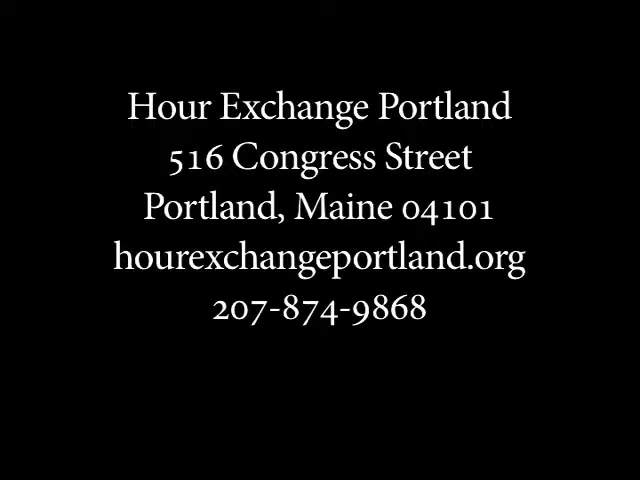 Hour Exchange Portland
516 Congress Street
Portland, Maine 04101
hourexchangeportland.org
207-874-9868